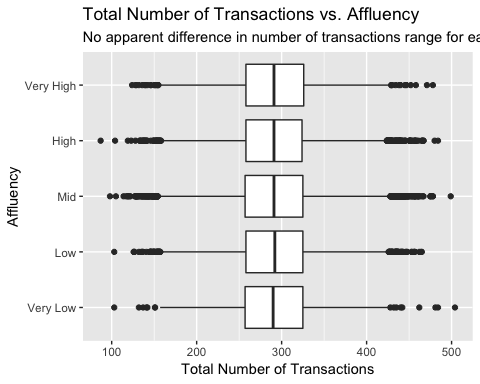 Total Number of Transactions vs. Affluency
No apparent difference in number of transactions range for
Very High
High
Mid
Low
Very Low
Affluency
100
200
300
400
500
Total Number of Transactions